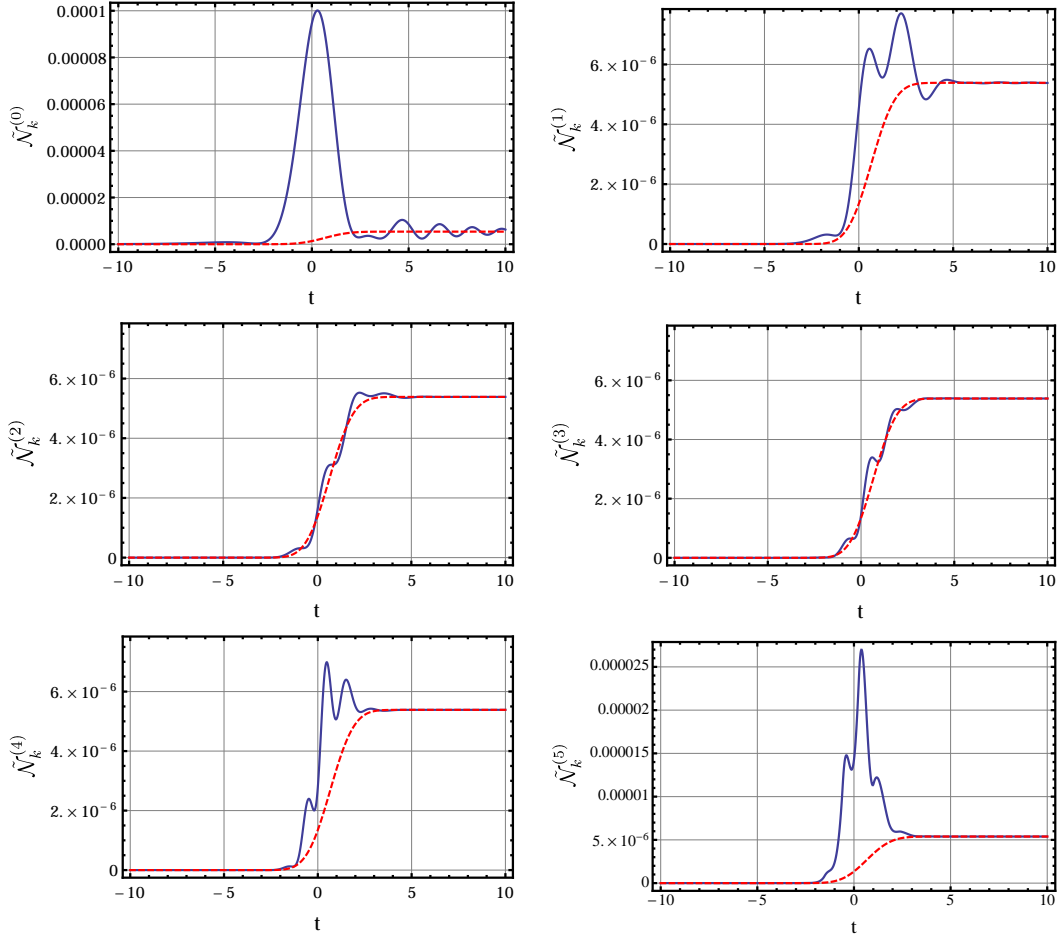 0.0001
0.00008
0.00006
0.00004
0.00002
0.0000
−10 −5 0 5 10
t
Ñ_k^(0)
6. × 10^−6
4. × 10^−6
2. × 10^−6
0
−10 −5 0 5 10
t
Ñ_k^(1)
6. × 10^−6
4. × 10^−6
2. × 10^−6
0
−10 −5 0 5 10
t
Ñ_k^(2)
6. × 10^−6
4. × 10^−6
2. × 10^−6
0
−10 −5 0 5 10
t
Ñ_k^(3)
6. × 10^−6
4. × 10^−6
2. × 10^−6
0
−10 −5 0 5 10
t
Ñ_k^(4)
0.000025
0.00002
0.000015
0.00001
5. × 10^−6
0
−10 −5 0 5 10
t
Ñ_k^(5)